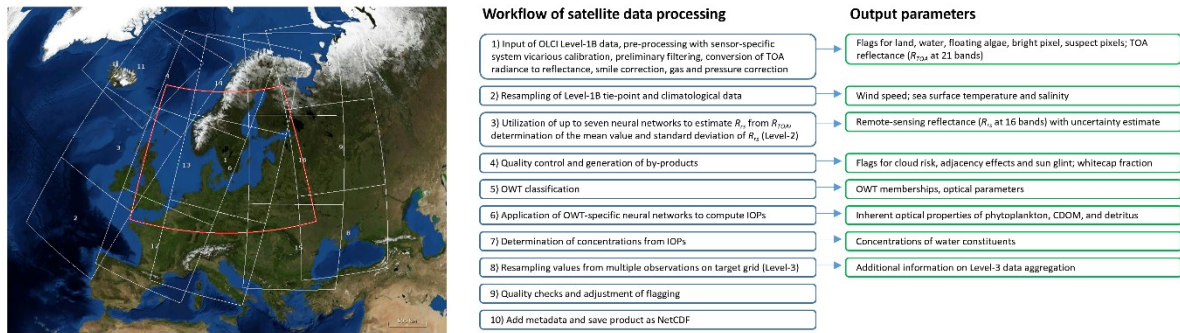 Workflow of satellite data processing
1) Input of OLCI Level-1B data, pre-processing with sensor-specific
system vicarious calibration, preliminary filtering, conversion of TOA
radiance to reflectance, smile correction, gas and pressure correction
2) Resampling of Level-1B tie-point and climatological data
3) Utilization of up to seven neural networks to estimate Rrs from RTOA,
determination of the mean value and standard deviation of Rrs (Level-2)
4) Quality control and generation of by-products
5) OWT classification
6) Application of OWT-specific neural networks to compute IOPs
7) Determination of concentrations from IOPs
8) Resampling values from multiple observations on target grid (Level-3)
9) Quality checks and adjustment of flagging
10) Add metadata and save product as NetCDF
Output parameters
Flags for land, water, floating algae, bright pixel, suspect pixels; TOA
reflectance (RTOA at 21 bands)
Wind speed; sea surface temperature and salinity
Remote-sensing reflectance (Rrs at 16 bands) with uncertainty estimate
Flags for cloud risk, adjacency effects and sun glint; whitecap fraction
OWT memberships, optical parameters
Inherent optical properties of phytoplankton, CDOM, and detritus
Concentrations of water constituents
Additional information on Level-3 data aggregation
11
3
13
6
9
2
15
8